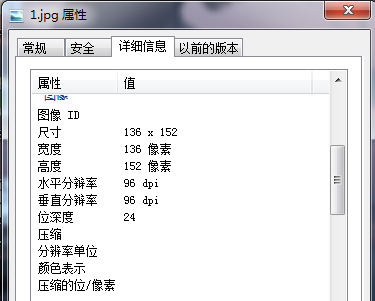 1.jpg 属性
常规 安全 详细信息 以前的版本
属性 值
图像
图像 ID
尺寸 136 x 152
宽度 136 像素
高度 152 像素
水平分辨率 96 dpi
垂直分辨率 96 dpi
位深度 24
压缩
分辨率单位
颜色表示
压缩的位/像素